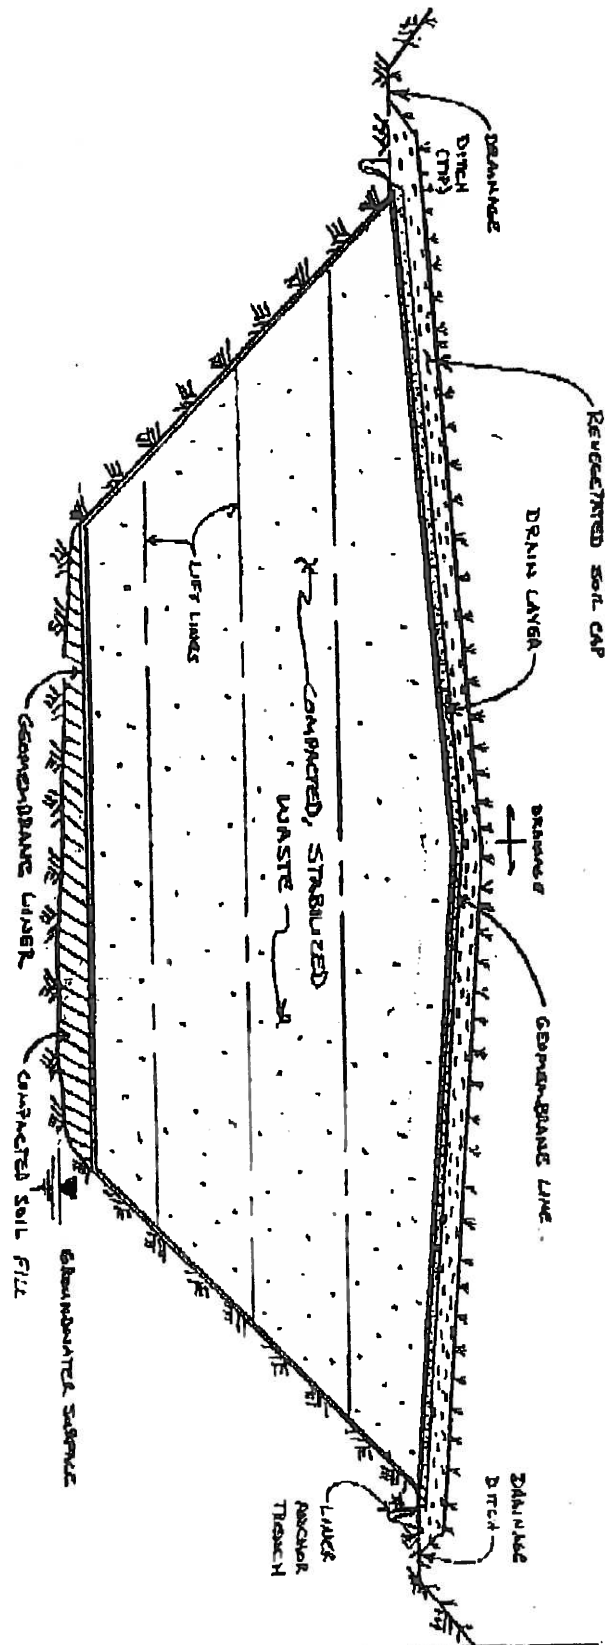 DRAINAGE
DITCH
(TYP)
REVEGETATED SOIL CAP
DRAIN LAYER
DRAINAGE
GEOMEMBRANE LINE
DRAINAGE
DITCH
LIFT LINES
COMPACTED, STABILIZED
WASTE
LINER
ANCHOR
TRENCH
GEOMEMBRANE LINER
COMPACTED SOIL FILL
GROUNDWATER SURFACE